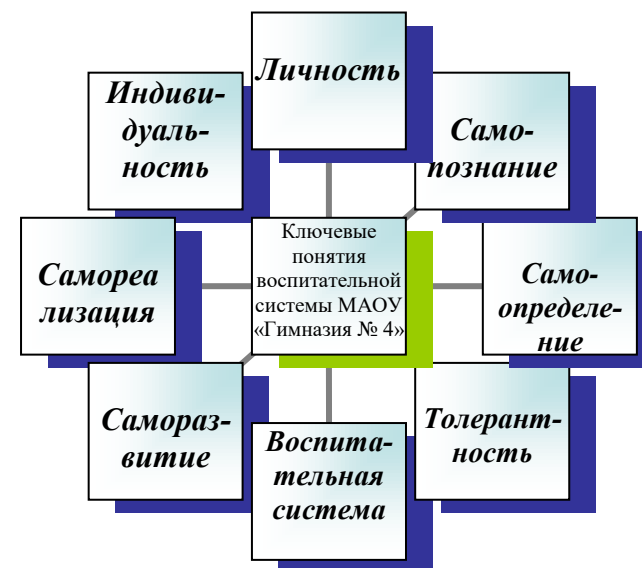 Личность
Индиви-
дуаль-
ность
Само-
познание
Ключевые
понятия
воспитательной
системы МАОУ
«Гимназия № 4»
Самореа
лизация
Само-
определе-
ние
Самораз-
витие
Воспита-
тельная
система
Толерант-
ность